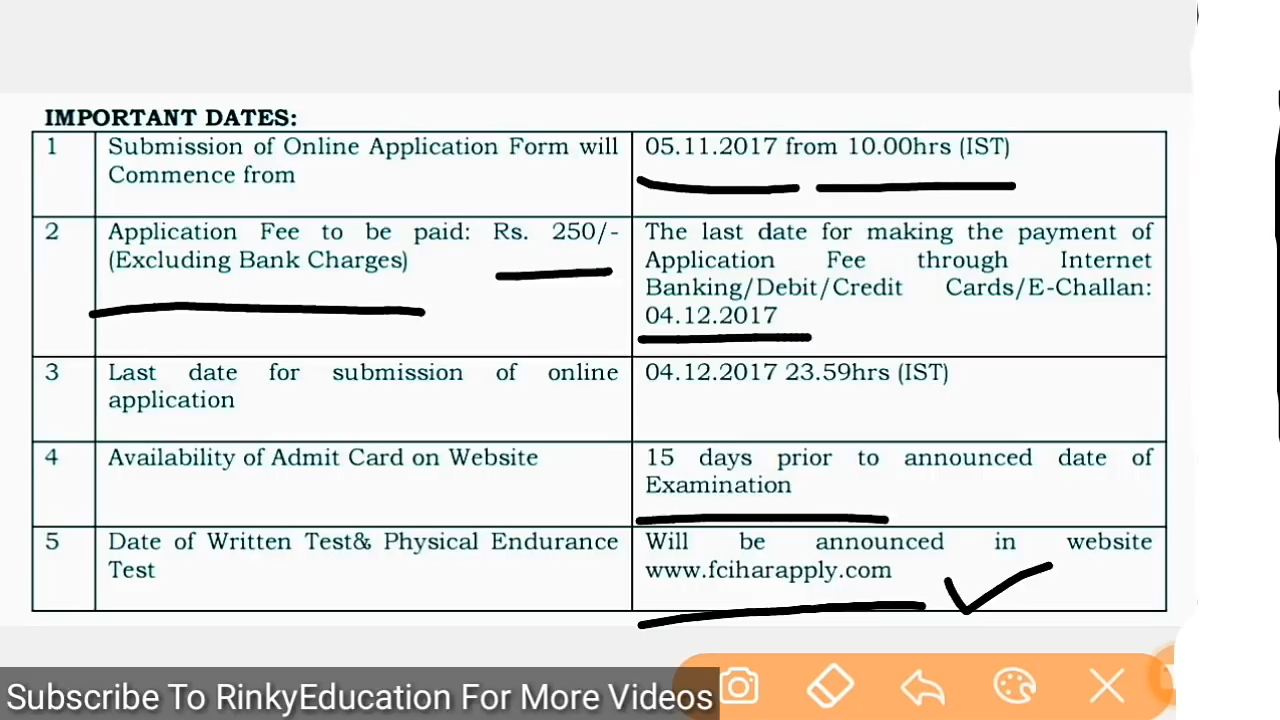 IMPORTANT DATES:
1 Submission of Online Application Form will 05.11.2017 from 10.00hrs (IST)
Commence from
2 Application Fee to be paid: Rs. 250/- The last date for making the payment of
(Excluding Bank Charges) Application Fee through Internet
Banking/Debit/Credit Cards/E-Challan:
04.12.2017
3 Last date for submission of online 04.12.2017 23.59hrs (IST)
application
4 Availability of Admit Card on Website 15 days prior to announced date of
Examination
5 Date of Written Test& Physical Endurance Will be announced in website
Test www.fciharapply.com
Subscribe To RinkyEducation For More Videos